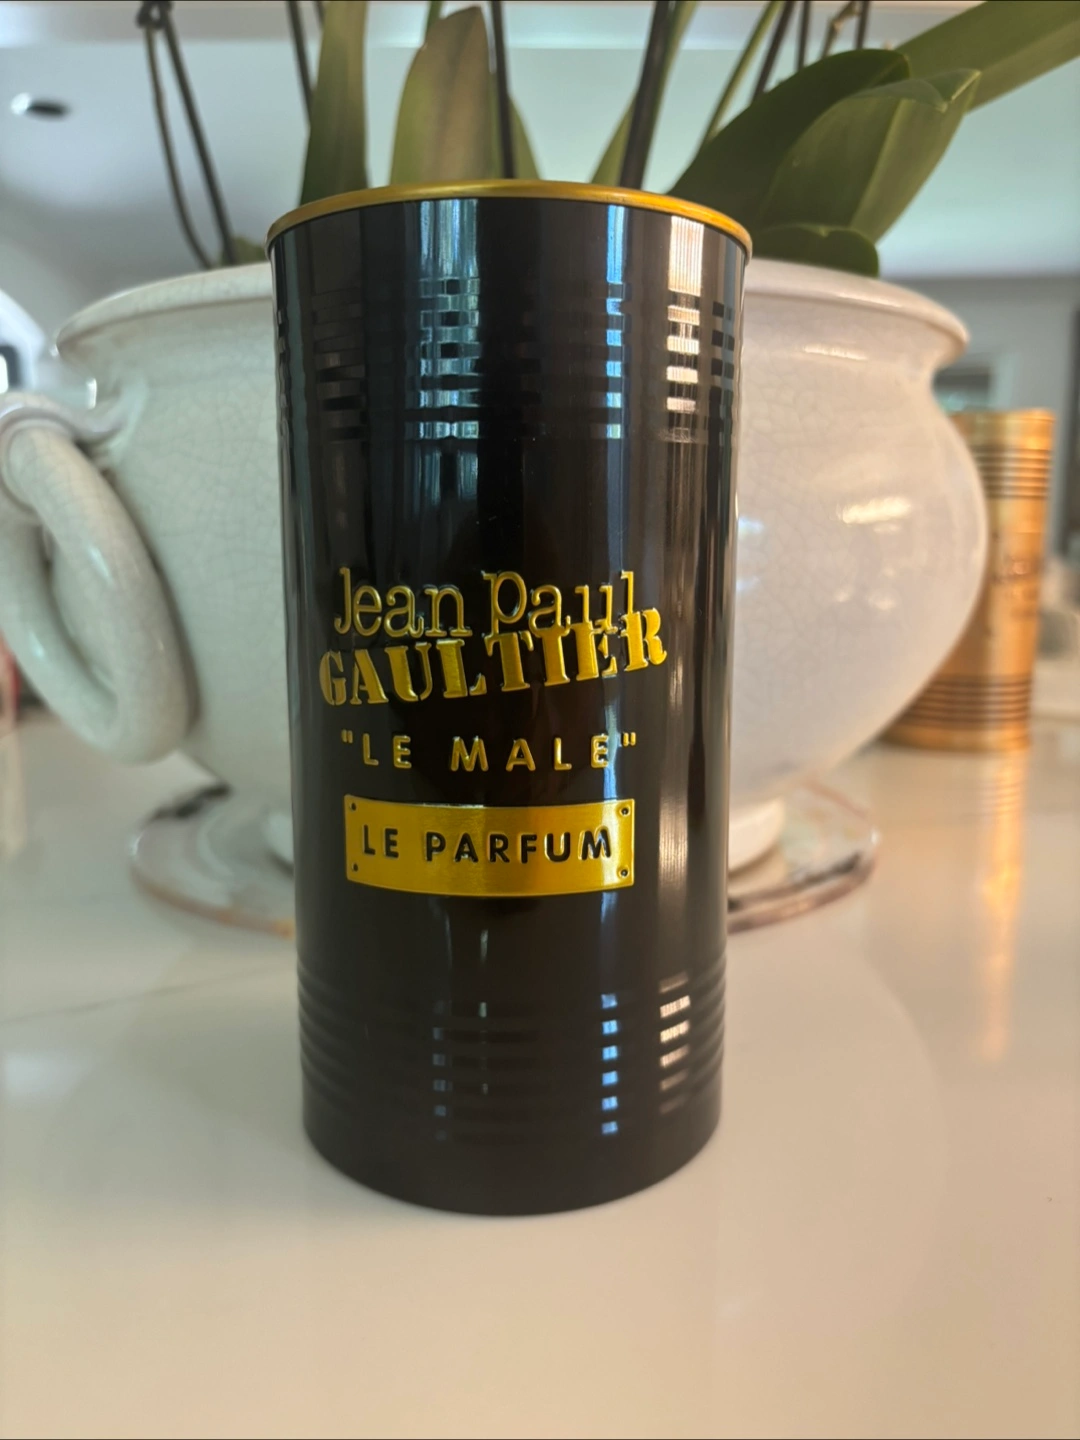 Jean Paul
GAULTIER
"LE MALE"
LE PARFUM